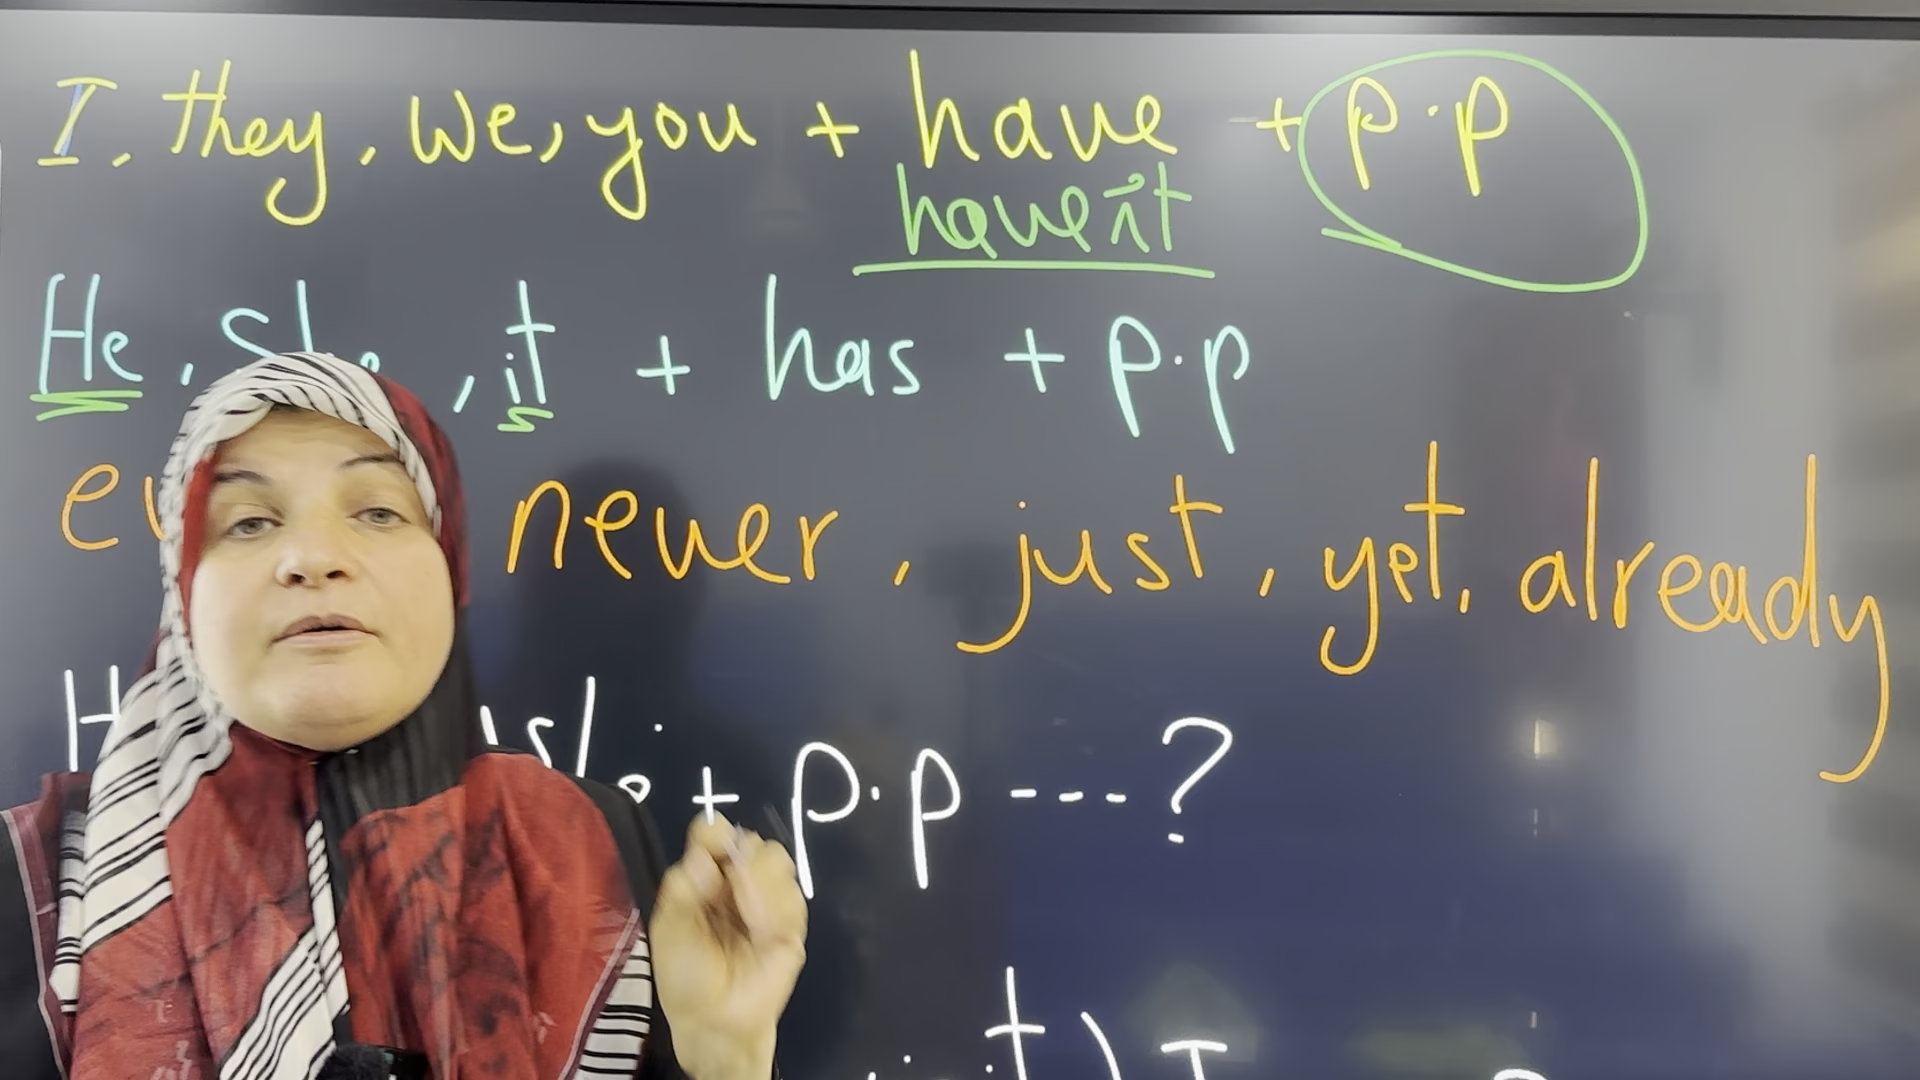 I, they, we, you + have + p.p
haven't
He, , it + has + p.p
never, just, yet, already
+ p.p ---?